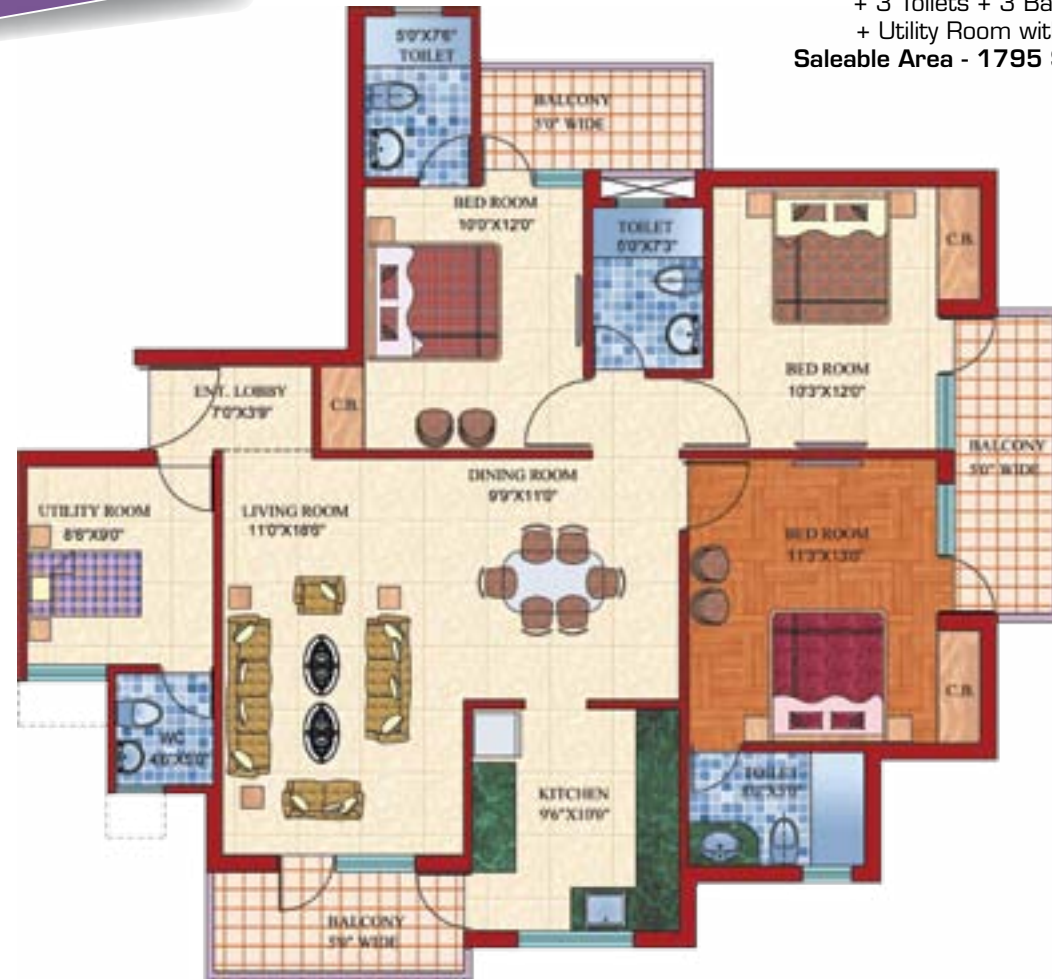 + 3 Toilets + 3 Ba
+ Utility Room wit
Saleable Area - 1795 S
5'0"X7'6"
TOILET
BALCONY
5'0" WIDE
BED ROOM
10'0"X12'0"
TOILET
C.B.
BED ROOM
10'3"X12'0"
ENT. LOBBY
7'0"X3'9"
C.B.
BALCONY
5'0" WIDE
DINING ROOM
9'9"X11'0"
UTILITY ROOM
8'6"X9'0"
LIVING ROOM
11'0"X18'6"
BED ROOM
11'3"X13'0"
C.B.
WC
TOILET
KITCHEN
9'6"X10'0"
BALCONY
5'0" WIDE